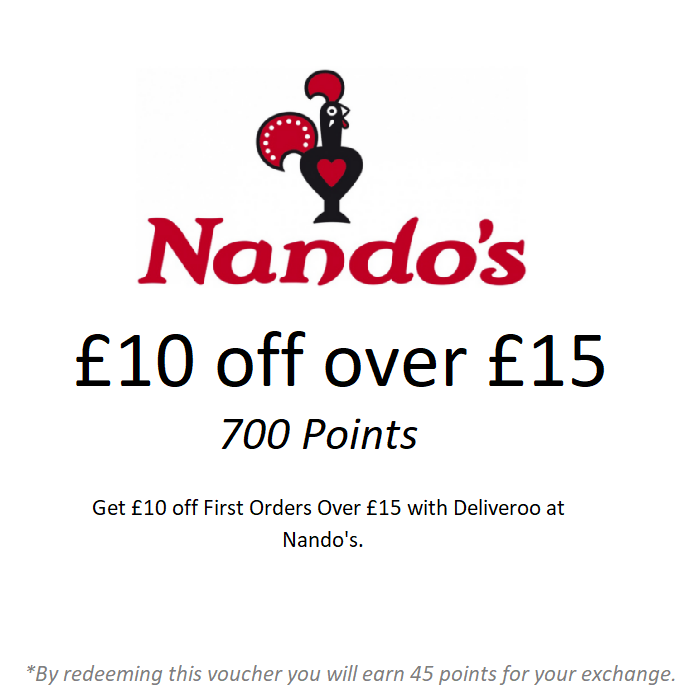 Nando's
£10 off over £15
700 Points
Get £10 off First Orders Over £15 with Deliveroo at
Nando's.
*By redeeming this voucher you will earn 45 points for your exchange.